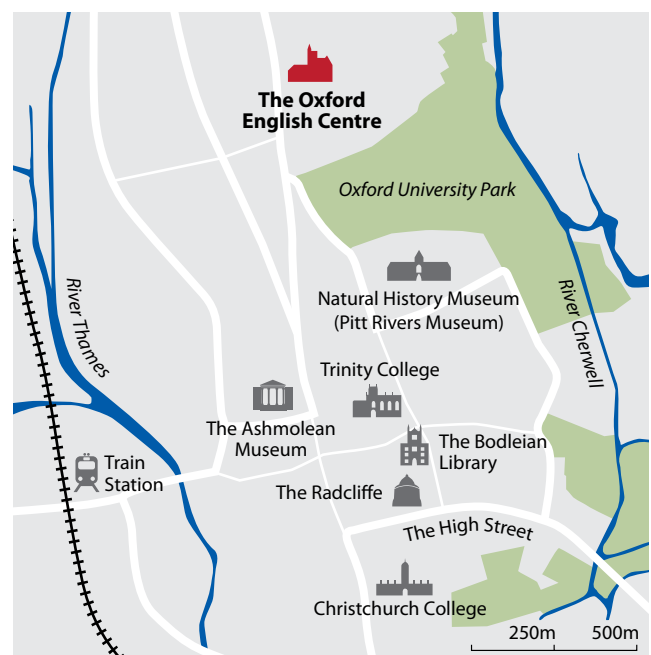 The Oxford
English Centre
Oxford University Park
River Thames
Natural History Museum
(Pitt Rivers Museum)
River Cherwell
Trinity College
The Ashmolean
Museum
The Bodleian
Library
Train
Station
The Radcliffe
The High Street
Christchurch College
250m 500m